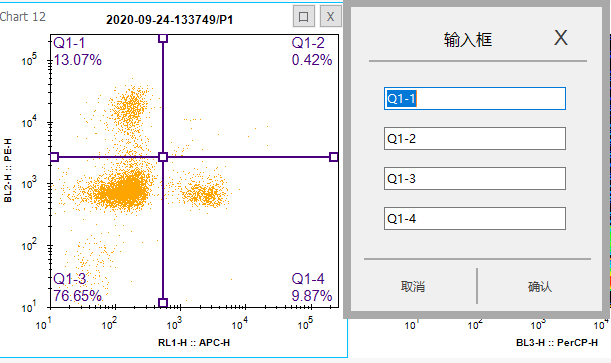 Chart 12
2020-09-24-133749/P1
口 X
Q1-1
13.07%
Q1-2
0.42%
10^5
10^4
10^3
10^2
10^1
BL2-H :: PE-H
Q1-3
76.65%
Q1-4
9.87%
10^1 10^2 10^3 10^4 10^5
RL1-H :: APC-H
输入框 X
Q1-1
Q1-2
Q1-3
Q1-4
取消 确认
10^1 10^2 10^3 10^4
BL3-H :: PerCP-H